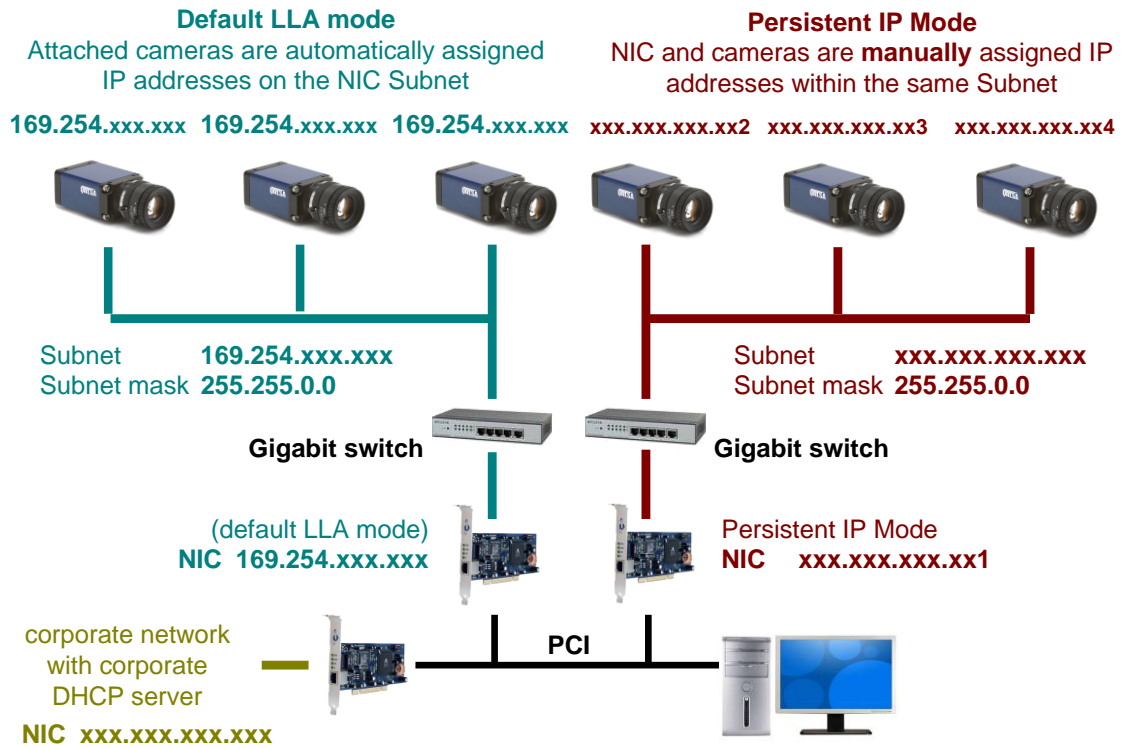 Default LLA mode
Attached cameras are automatically assigned
IP addresses on the NIC Subnet
Persistent IP Mode
NIC and cameras are manually assigned IP
addresses within the same Subnet
169.254.xxx.xxx 169.254.xxx.xxx 169.254.xxx.xxx
xxx.xxx.xxx.xx2 xxx.xxx.xxx.xx3 xxx.xxx.xxx.xx4
Subnet 169.254.xxx.xxx
Subnet mask 255.255.0.0
Subnet xxx.xxx.xxx.xxx
Subnet mask 255.255.0.0
Gigabit switch
Gigabit switch
(default LLA mode)
NIC 169.254.xxx.xxx
Persistent IP Mode
NIC xxx.xxx.xxx.xx1
corporate network
with corporate
DHCP server
NIC xxx.xxx.xxx.xxx
PCI